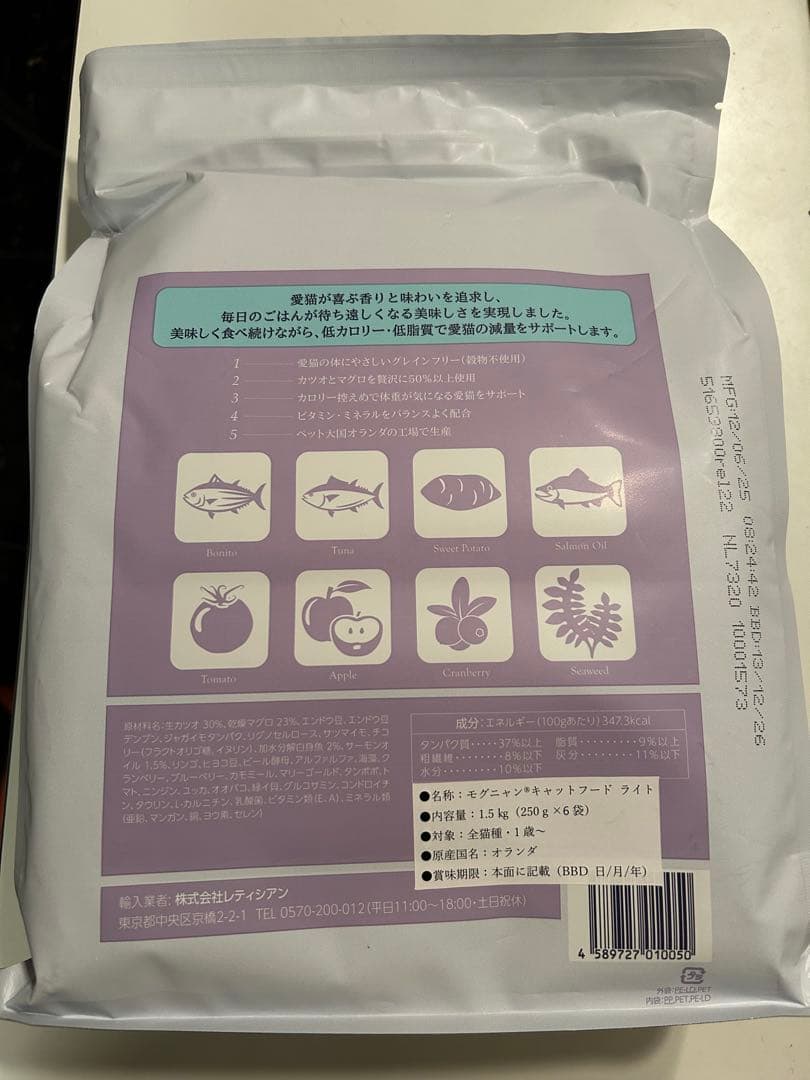 愛猫が喜ぶ香りと味わいを追求し、
毎日のごはんが待ち遠しくなる美味しさを実現しました。
美味しく食べ続けながら、低カロリー・低脂質で愛猫の減量をサポートします。
1 愛猫の体にやさしいグレインフリー(穀物不使用)
2 カツオとマグロを贅沢に50%以上使用
3 カロリー控えめで体重が気になる愛猫をサポート
4 ビタミン・ミネラルをバランスよく配合
5 ペット大国オランダの工場で生産
Bonito Tuna Sweet Potato Salmon Oil
Tomato Apple Cranberry Seaweed
原材料名:生カツオ 30%、乾燥マグロ 23%、エンドウ豆、エンドウ豆
デンプン、ジャガイモタンパク、リグノセルロース、サツマイモ、チコ
リー(フラクトオリゴ糖、イヌリン)、加水分解白身魚 2%、サーモンオ
イル 1.5%、リンゴ、ヒヨコ豆、ビール酵母、アルファルファ、海藻、ク
ランベリー、ブルーベリー、カモミール、マリーゴールド、タンポポ、ト
マト、ニンジン、ユッカ、オオバコ、緑イ貝、グルコサミン、コンドロイチ
ン、タウリン、L-カルニチン、乳酸菌、ビタミン類(E、A)、ミネラル類
(亜鉛、マンガン、銅、ヨウ素、セレン)
成分:エネルギー(100gあたり)347.3kcal
タンパク質・・・・・37%以上 脂質・・・・・・・・・9%以上
粗繊維・・・・・・・・8%以下 灰分・・・・・・・・11%以下
水分・・・・・・・・・10%以下
●名称:モグニャン®キャットフード ライト
●内容量:1.5 kg(250 g×6 袋)
●対象:全猫種・1 歳~
●原産国名:オランダ
●賞味期限:本面に記載(BBD 日/月/年)
輸入業者: 株式会社レティシアン
東京都中央区京橋2-2-1 TEL 0570-200-012(平日11:00~18:00・土日祝休)
4 589727 010050
プラ
外袋:PE-LD,PET
内袋:PP,PET,PE-LD
MFG:12/06/25 08:24:42 BBD:13/12/26
51653800re122 NL7320 10001573